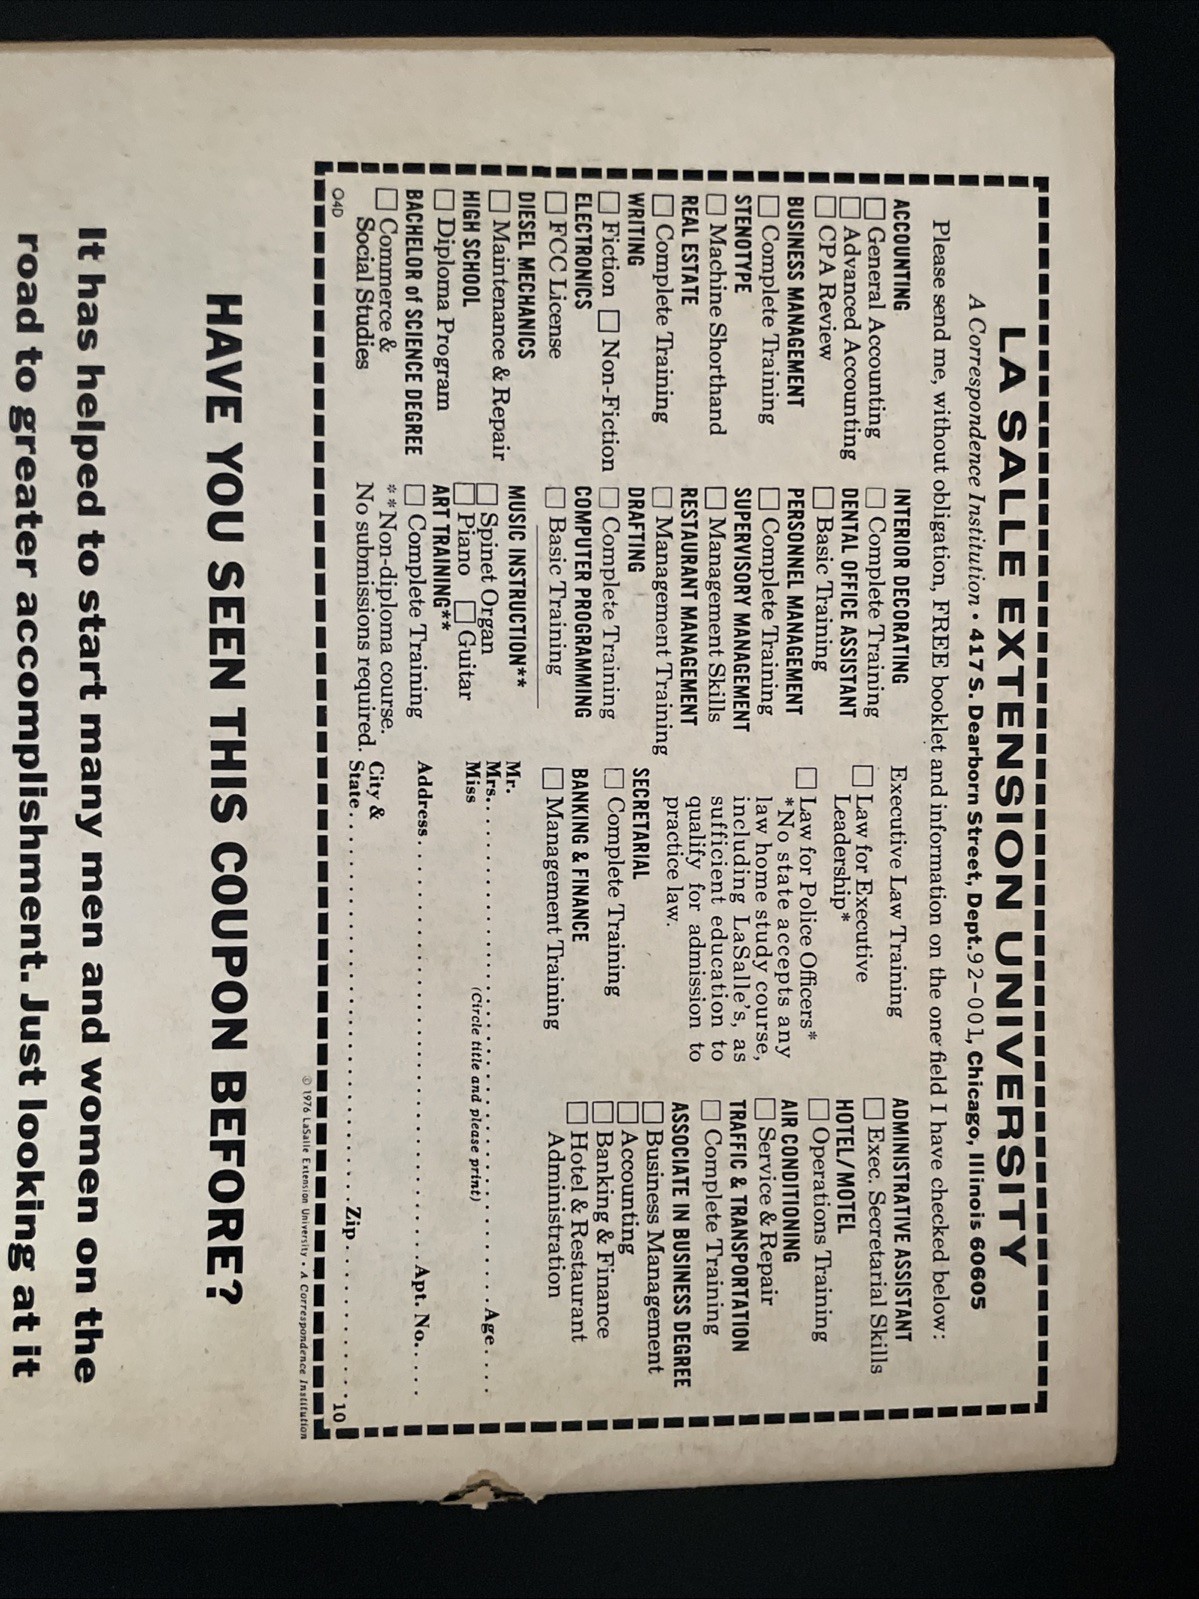 LA SALLE EXTENSION UNIVERSITY
A Correspondence Institution • 417 S. Dearborn Street, Dept. 92-001, Chicago, Illinois 60605
Please send me, without obligation, FREE booklet and information on the one field I have checked below:
ACCOUNTING
General Accounting
Advanced Accounting
CPA Review
BUSINESS MANAGEMENT
Complete Training
STENOTYPE
Machine Shorthand
REAL ESTATE
Complete Training
WRITING
Fiction □ Non-Fiction
ELECTRONICS
FCC License
DIESEL MECHANICS
Maintenance & Repair
HIGH SCHOOL
Diploma Program
BACHELOR of SCIENCE DEGREE
Commerce &
Social Studies
INTERIOR DECORATING
Complete Training
DENTAL OFFICE ASSISTANT
Basic Training
PERSONNEL MANAGEMENT
Complete Training
SUPERVISORY MANAGEMENT
Management Skills
RESTAURANT MANAGEMENT
Management Training
DRAFTING
Complete Training
COMPUTER PROGRAMMING
Basic Training
MUSIC INSTRUCTION**
Spinet Organ
Piano □ Guitar
ART TRAINING**
Complete Training
**Non-diploma course.
No submissions required.
Executive Law Training
Law for Executive
Leadership*
Law for Police Officers*
*No state accepts any
law home study course,
including LaSalle's, as
sufficient education to
qualify for admission to
practice law.
SECRETARIAL
Complete Training
BANKING & FINANCE
Management Training
ADMINISTRATIVE ASSISTANT
Exec. Secretarial Skills
HOTEL/MOTEL
Operations Training
AIR CONDITIONING
Service & Repair
TRAFFIC & TRANSPORTATION
Complete Training
ASSOCIATE IN BUSINESS DEGREE
Business Management
Accounting
Banking & Finance
Hotel & Restaurant
Administration
Mr.
Mrs. Age
Miss (Circle title and please print)
Address Apt. No.
City &
State Zip
Q4D 10
© 1976 LaSalle Extension University • A Correspondence Institution
HAVE YOU SEEN THIS COUPON BEFORE?
It has helped to start many men and women on the
road to greater accomplishment. Just looking at it